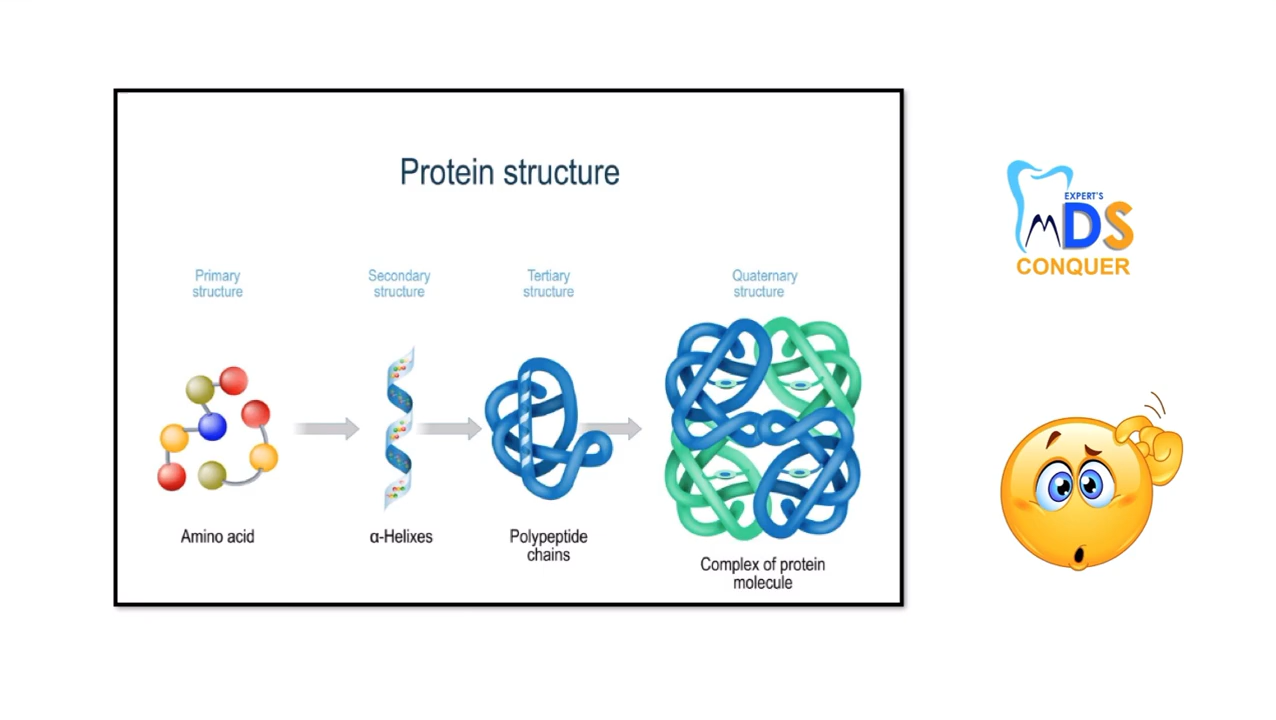 Protein structure
Primary
structure
Secondary
structure
Tertiary
structure
Quaternary
structure
Amino acid
α-Helixes
Polypeptide
chains
Complex of protein
molecule
EXPERT'S
MDS
CONQUER